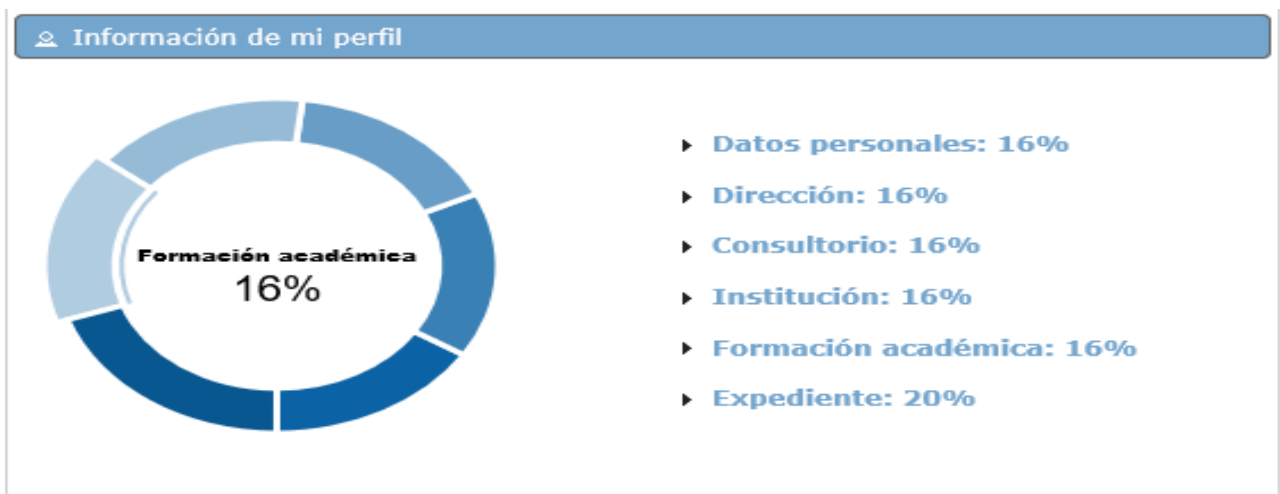 Información de mi perfil
Formación académica
16%
Datos personales: 16%
Dirección: 16%
Consultorio: 16%
Institución: 16%
Formación académica: 16%
Expediente: 20%